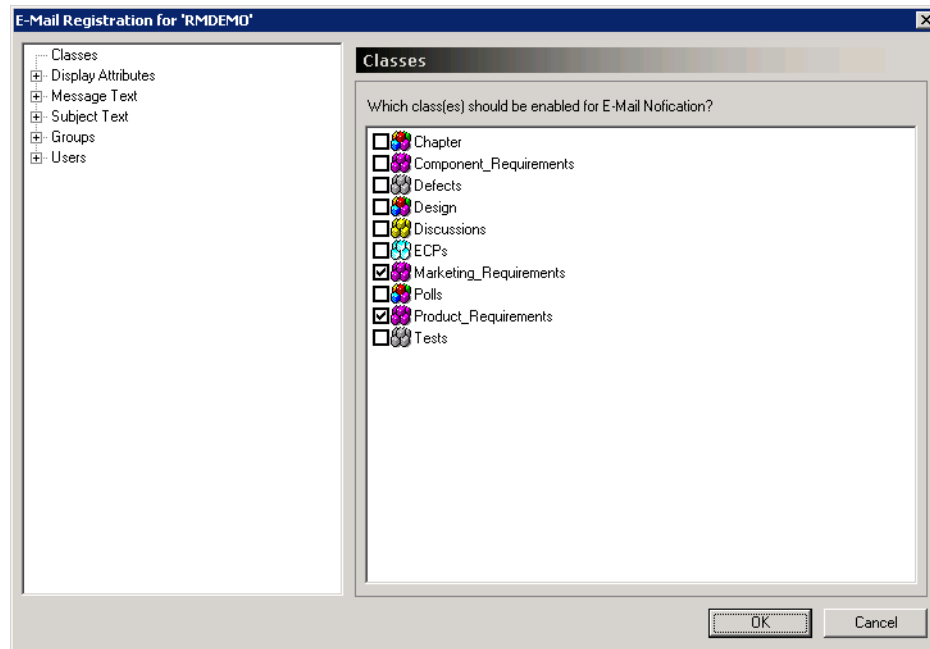 E-Mail Registration for 'RMDEMO'
Classes
Display Attributes
Message Text
Subject Text
Groups
Users
Classes
Which class(es) should be enabled for E-Mail Nofication?
Chapter
Component_Requirements
Defects
Design
Discussions
ECPs
Marketing_Requirements
Polls
Product_Requirements
Tests
OK
Cancel